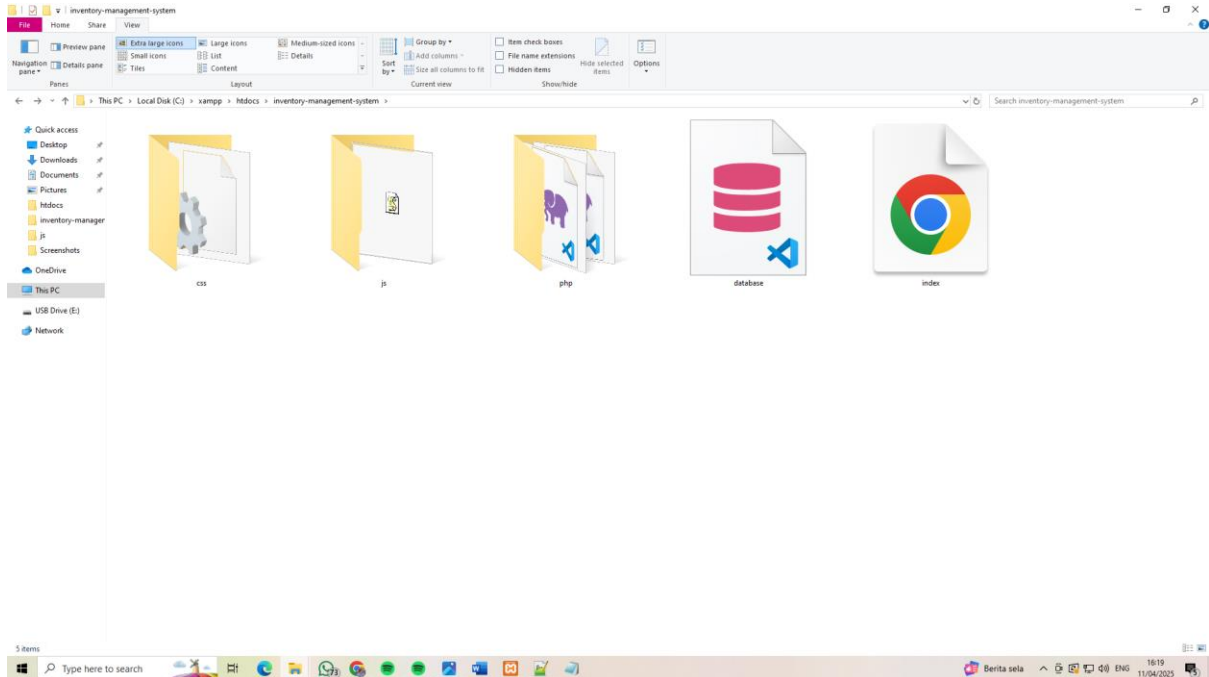 inventory-management-system
File Home Share View
Preview pane
Navigation pane
Details pane
Extra large icons Large icons Medium-sized icons
Small icons List Details
Tiles Content
Sort by
Group by
Add columns
Size all columns to fit
Item check boxes
File name extensions
Hidden items
Hide selected items
Options
Panes Layout Current view Show/hide
This PC > Local Disk (C:) > xampp > htdocs > inventory-management-system >
Search inventory-management-system
Quick access
Desktop
Downloads
Documents
Pictures
htdocs
inventory-manager
js
Screenshots
OneDrive
This PC
USB Drive (E:)
Network
css js php database index
5 items
Type here to search
Berita sela
ENG
16:19
11/04/2025